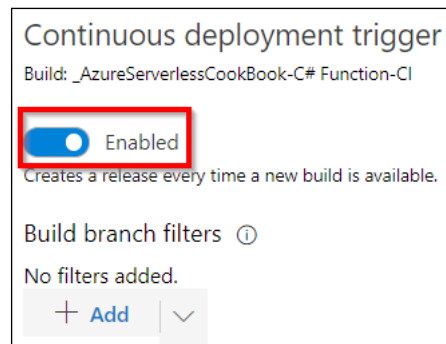 Continuous deployment trigger
Build: _AzureServerlessCookBook-C# Function-CI
Enabled
Creates a release every time a new build is available.
Build branch filters
No filters added.
+ Add